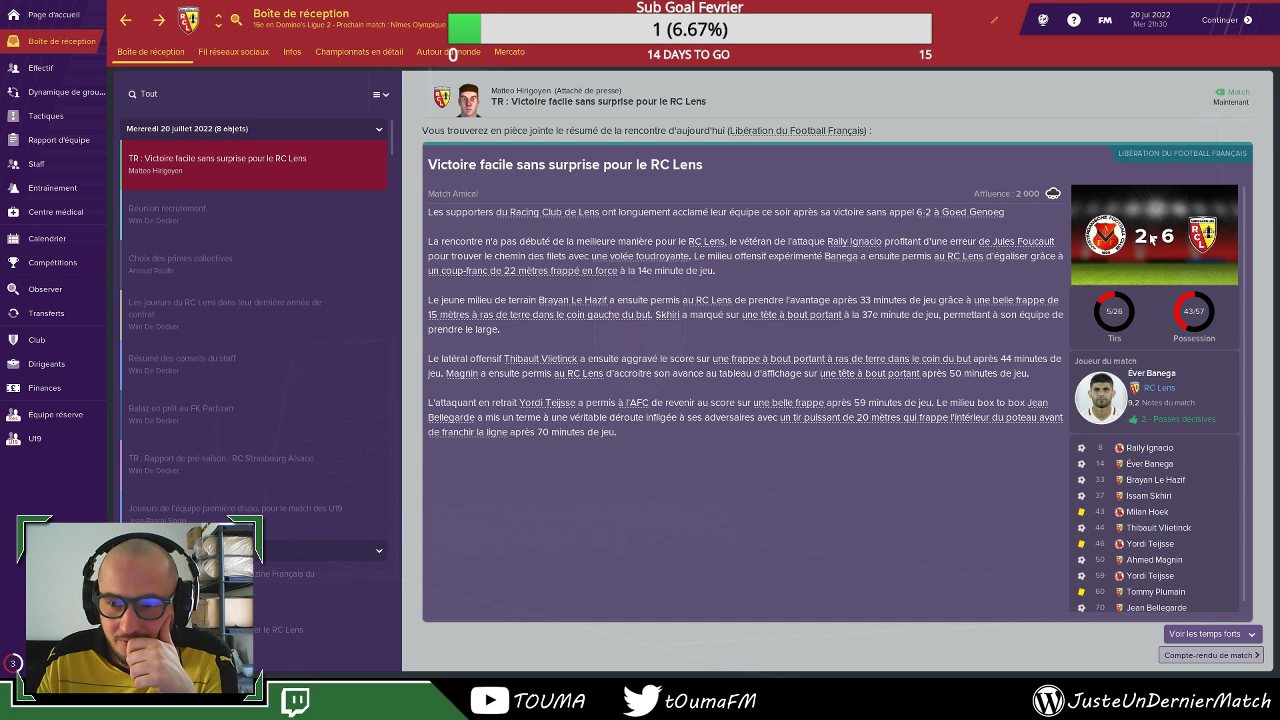 Boîte de réception
16e en Domino's Ligue 2 - Prochain match : Nîmes Olympique
Sub Goal Fevrier
1 (6.67%)
0
14 DAYS TO GO
15
FM
20 jul 2022
Mer 21h30
Continuer
Boîte de réception
Fil réseaux sociaux
Infos
Championnats en détail
Autour du monde
Mercato
Page d'accueil
Boîte de réception
Effectif
Dynamique de grou...
Tactiques
Rapport d'équipe
Staff
Entraînement
Centre médical
Calendrier
Compétitions
Observer
Transferts
Club
Dirigeants
Finances
Equipe réserve
U19
3
Tout
Mercredi 20 juillet 2022 (8 objets)
TR : Victoire facile sans surprise pour le RC Lens
Matteo Hirigoyen
Réunion recrutement
Wim De Decker
Choix des primes collectives
Arnaud Pouille
Les joueurs du RC Lens dans leur dernière année de
contrat
Wim De Decker
Résumé des conseils du staff
Wim De Decker
Balaz en prêt au FK Partizan
Wim De Decker
TR : Rapport de pré-saison : RC Strasbourg Alsace
Wim De Decker
Joueurs de l'équipe première dispo. pour le match des U19
Matteo Hirigoyen (Attaché de presse)
TR : Victoire facile sans surprise pour le RC Lens
Match
Maintenant
Vous trouverez en pièce jointe le résumé de la rencontre d'aujourd'hui (Libération du Football Français) :
LIBÉRATION DU FOOTBALL FRANÇAIS
Victoire facile sans surprise pour le RC Lens
Match Amical
Affluence : 2 000
Les supporters du Racing Club de Lens ont longuement acclamé leur équipe ce soir après sa victoire sans appel 6-2 à Goed Genoeg
La rencontre n'a pas débuté de la meilleure manière pour le RC Lens, le vétéran de l'attaque Raily Ignacio profitant d'une erreur de Jules Foucault
pour trouver le chemin des filets avec une volée foudroyante. Le milieu offensif expérimenté Banega a ensuite permis au RC Lens d'égaliser grâce à
un coup-franc de 22 mètres frappé en force à la 14e minute de jeu.
Le jeune milieu de terrain Brayan Le Hazif a ensuite permis au RC Lens de prendre l'avantage après 33 minutes de jeu grâce à une belle frappe de
15 mètres à ras de terre dans le coin gauche du but. Skhiri a marqué sur une tête à bout portant à la 37e minute de jeu, permettant à son équipe de
prendre le large.
Le latéral offensif Thibault Vlietinck a ensuite aggravé le score sur une frappe à bout portant à ras de terre dans le coin du but après 44 minutes de
jeu. Magnin a ensuite permis au RC Lens d'accroître son avance au tableau d'affichage sur une tête à bout portant après 50 minutes de jeu.
L'attaquant en retrait Yordi Teijsse a permis à l'AFC de revenir au score sur une belle frappe après 59 minutes de jeu. Le milieu box to box Jean
Bellegarde a mis un terme à une véritable déroute infligée à ses adversaires avec un tir puissant de 20 mètres qui frappe l'intérieur du poteau avant
de franchir la ligne après 70 minutes de jeu.
2 - 6
5/26
43/57
Tirs
Possession
Joueur du match
Éver Banega
RC Lens
9,2 Notes du match
2 - Passes décisives
8 Raily Ignacio
14 Éver Banega
33 Brayan Le Hazif
37 Issam Skhiri
43 Milan Hoek
44 Thibault Vlietinck
46 Yordi Teijsse
50 Ahmed Magnin
59 Yordi Teijsse
60 Tommy Plumain
70 Jean Bellegarde
Voir les temps forts
Compte-rendu de match
TOUMA
tOumaFM
JusteUnDernierMatch